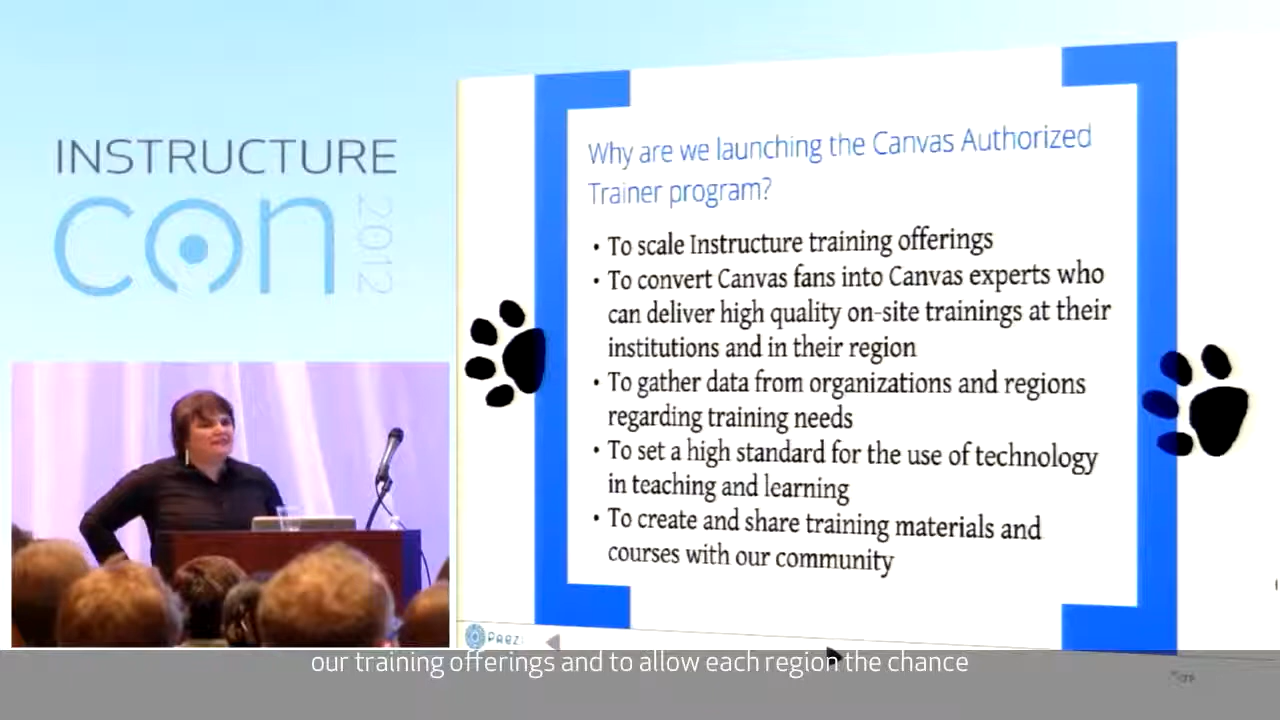 INSTRUCTURE
con 2012
Why are we launching the Canvas Authorized
Trainer program?
• To scale Instructure training offerings
• To convert Canvas fans into Canvas experts who
can deliver high quality on-site trainings at their
institutions and in their region
• To gather data from organizations and regions
regarding training needs
• To set a high standard for the use of technology
in teaching and learning
• To create and share training materials and
courses with our community
Prezi
our training offerings and to allow each region the chance